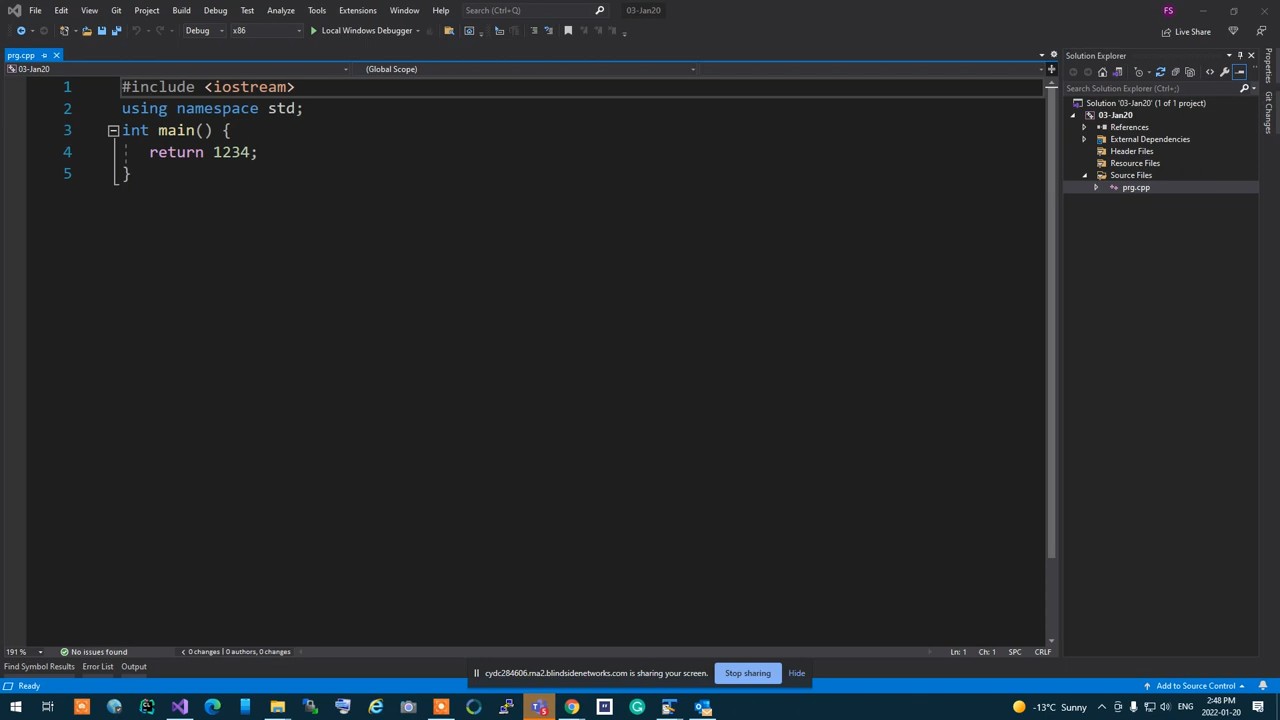 File Edit View Git Project Build Debug Test Analyze Tools Extensions Window Help Search (Ctrl+Q) 03-Jan20 FS
Debug x86 Local Windows Debugger Live Share
prg.cpp
03-Jan20 (Global Scope)
1 #include <iostream>
2 using namespace std;
3 int main() {
4 return 1234;
5 }
Solution Explorer
Search Solution Explorer (Ctrl+;)
Solution '03-Jan20' (1 of 1 project)
03-Jan20
References
External Dependencies
Header Files
Resource Files
Source Files
prg.cpp
Properties
Git Changes
191 % No issues found 0 changes | 0 authors, 0 changes Ln: 1 Ch: 1 SPC CRLF
Find Symbol Results Error List Output
cydc284606.rna2.blindsidenetworks.com is sharing your screen. Stop sharing Hide
Ready Add to Source Control
-13°C Sunny 2:48 PM
2022-01-20